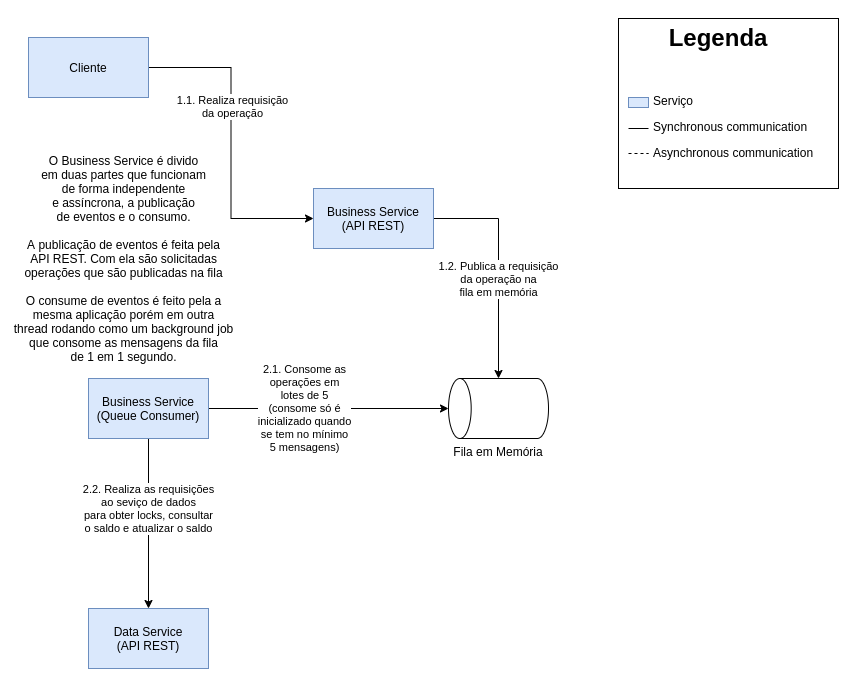 Cliente
1.1. Realiza requisição
da operação
Legenda
Serviço
Synchronous communication
Asynchronous communication
O Business Service é divido
em duas partes que funcionam
de forma independente
e assíncrona, a publicação
de eventos e o consumo.
A publicação de eventos é feita pela
API REST. Com ela são solicitadas
operações que são publicadas na fila
O consume de eventos é feito pela a
mesma aplicação porém em outra
thread rodando como um background job
que consome as mensagens da fila
de 1 em 1 segundo.
Business Service
(API REST)
1.2. Publica a requisição
da operação na
fila em memória
Business Service
(Queue Consumer)
2.1. Consome as
operações em
lotes de 5
(consome só é
inicializado quando
se tem no mínimo
5 mensagens)
Fila em Memória
2.2. Realiza as requisições
ao seviço de dados
para obter locks, consultar
o saldo e atualizar o saldo
Data Service
(API REST)